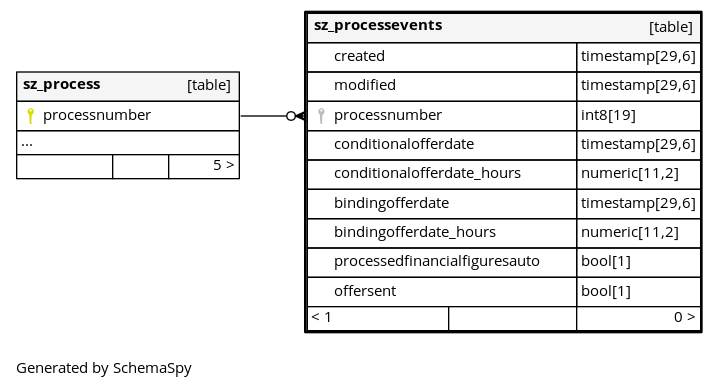 sz_process [table]
processnumber
...
5 >
sz_processevents [table]
created timestamp[29,6]
modified timestamp[29,6]
processnumber int8[19]
conditionalofferdate timestamp[29,6]
conditionalofferdate_hours numeric[11,2]
bindingofferdate timestamp[29,6]
bindingofferdate_hours numeric[11,2]
processedfinancialfiguresauto bool[1]
offersent bool[1]
< 1 0 >
Generated by SchemaSpy